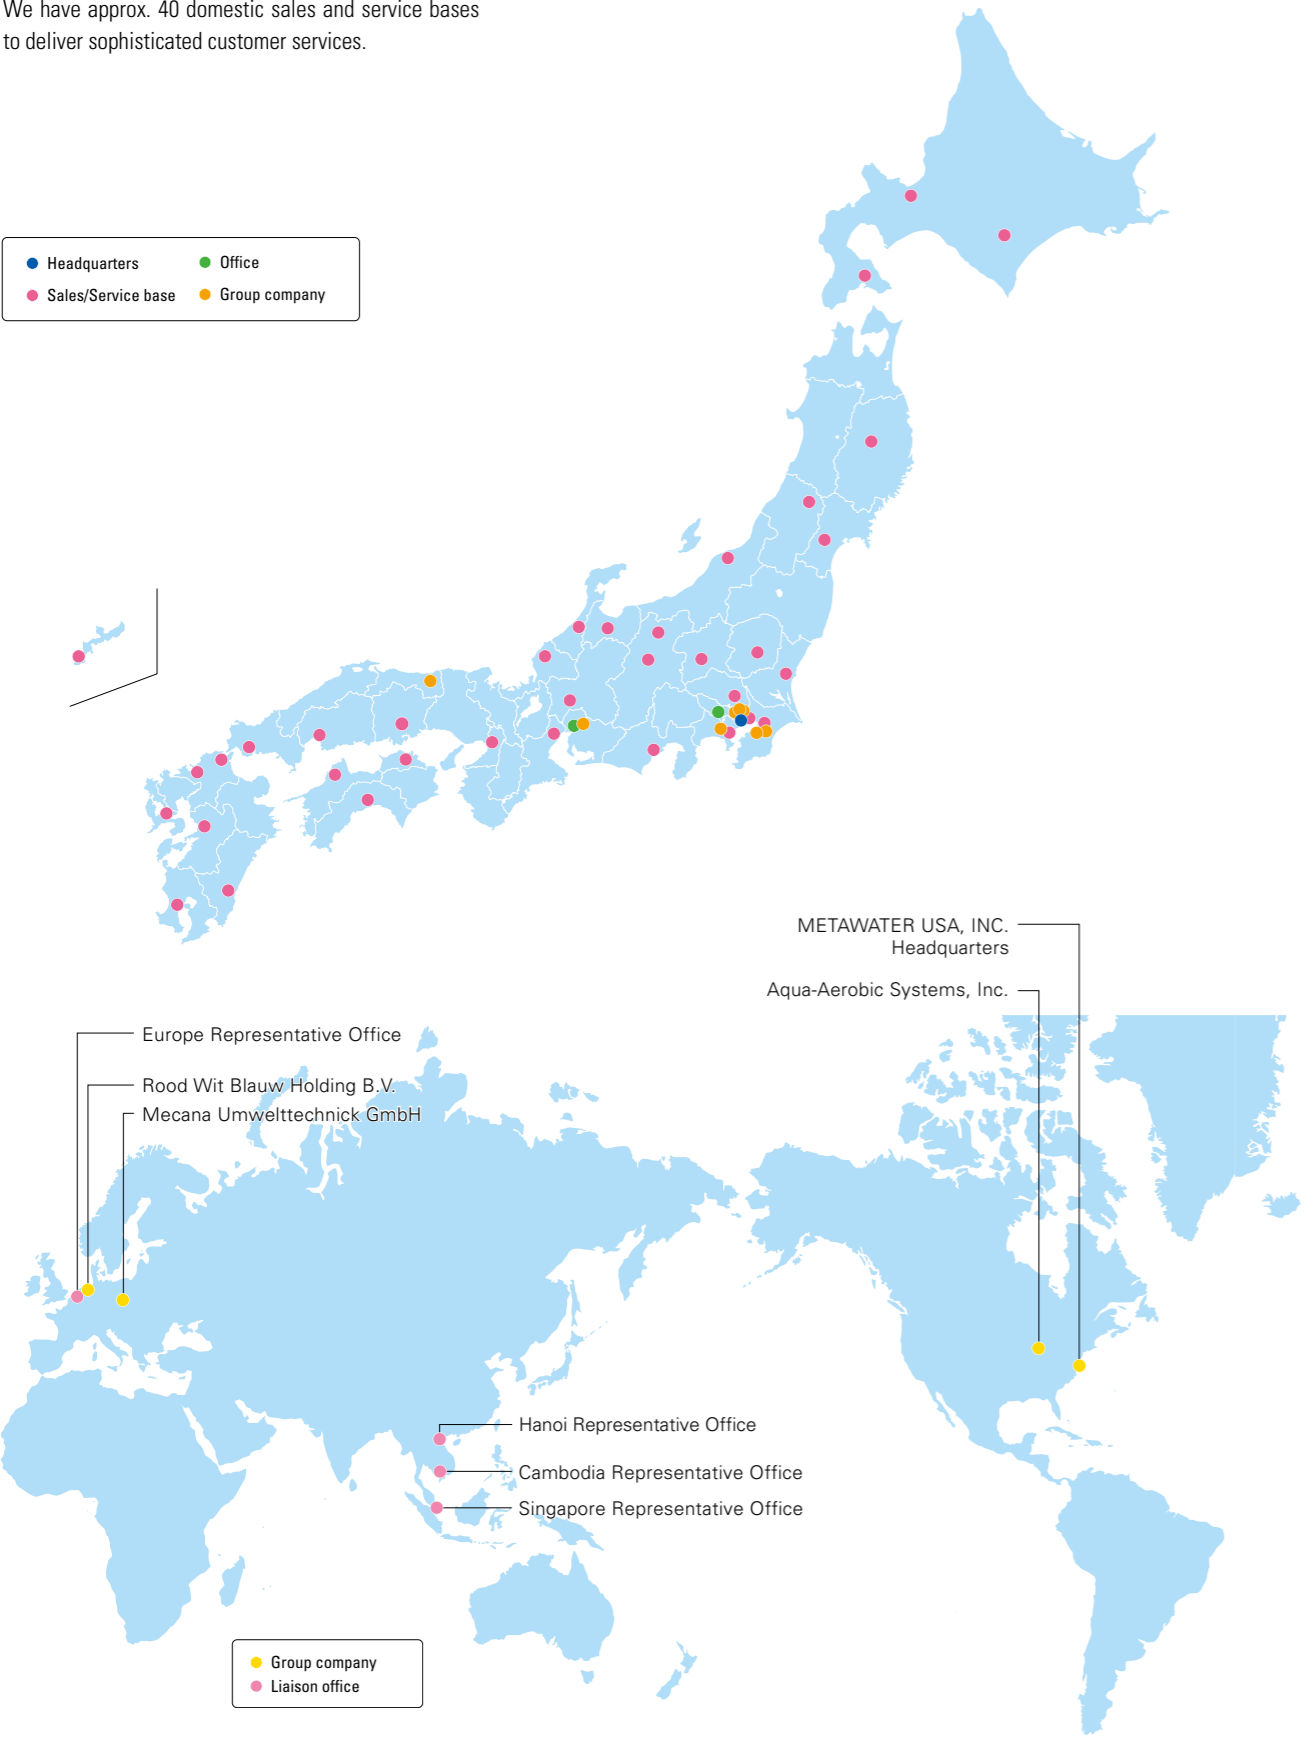 We have approx. 40 domestic sales and service bases
to deliver sophisticated customer services.
Headquarters
Office
Sales/Service base
Group company
METAWATER USA, INC.
Headquarters
Aqua-Aerobic Systems, Inc.
Europe Representative Office
Rood Wit Blauw Holding B.V.
Mecana Umwelttechnick GmbH
Hanoi Representative Office
Cambodia Representative Office
Singapore Representative Office
Group company
Liaison office